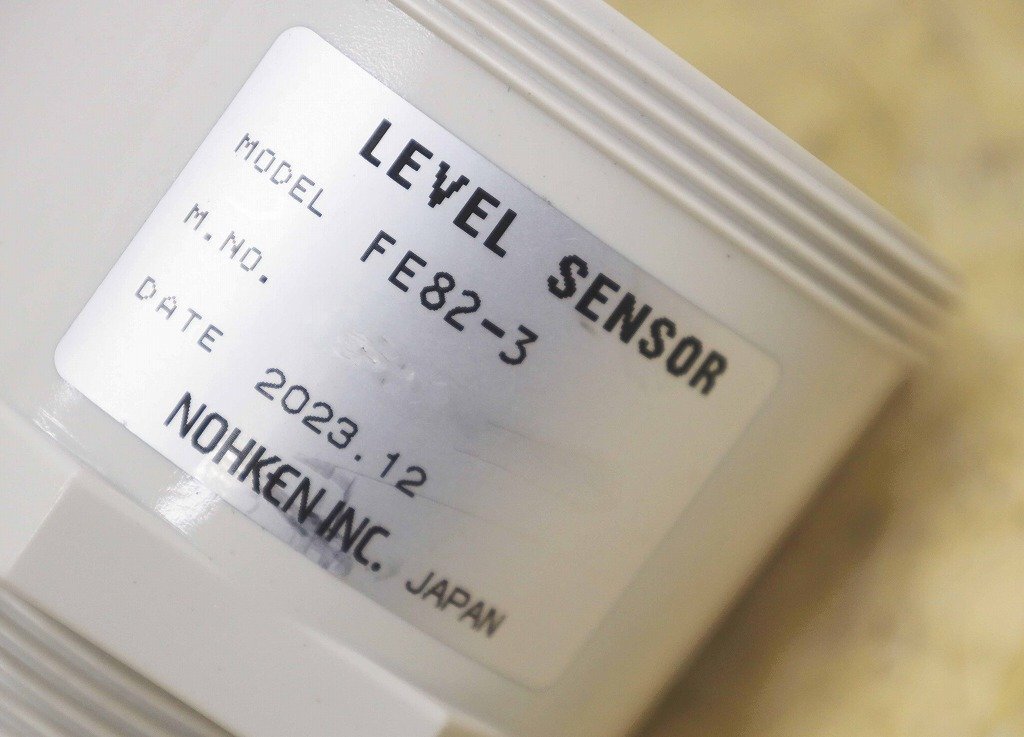 LEVEL SENSOR
MODEL FE82-3
M.NO.
DATE 2023.12
NOHKEN INC. JAPAN